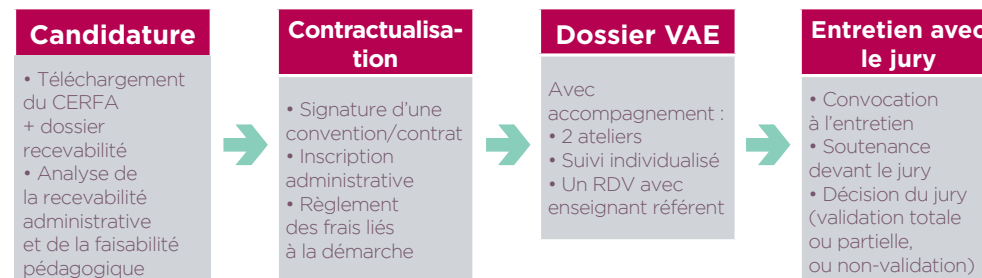 Candidature
• Téléchargement
du CERFA
+ dossier
recevabilité
• Analyse de
la recevabilité
administrative
et de la faisabilité
pédagogique
Contractualisa-
tion
• Signature d'une
convention/contrat
• Inscription
administrative
• Règlement
des frais liés
à la démarche
Dossier VAE
Avec
accompagnement :
• 2 ateliers
• Suivi individualisé
• Un RDV avec
enseignant référent
Entretien avec
le jury
• Convocation
à l'entretien
• Soutenance
devant le jury
• Décision du jury
(validation totale
ou partielle,
ou non-validation)